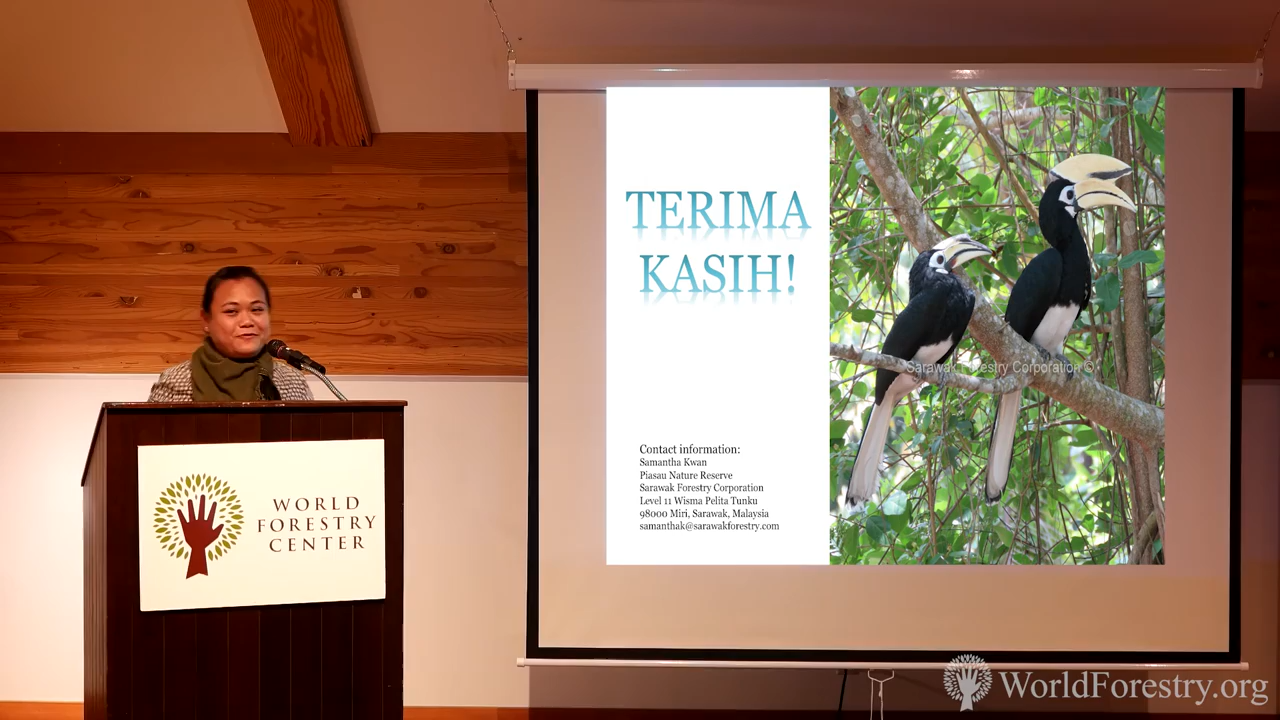 TERIMA
KASIH!
Sarawak Forestry Corporation ©
Contact information:
Samantha Kwan
Piasau Nature Reserve
Sarawak Forestry Corporation
Level 11 Wisma Pelita Tunku
98000 Miri, Sarawak, Malaysia
samanthak@sarawakforestry.com
WORLD
FORESTRY
CENTER
WorldForestry.org